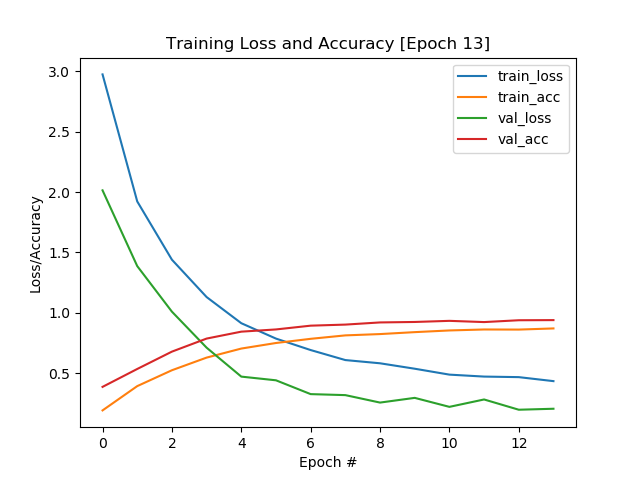 Training Loss and Accuracy [Epoch 13]
3.0
2.5
2.0
1.5
1.0
0.5
Loss/Accuracy
train_loss
train_acc
val_loss
val_acc
0 2 4 6 8 10 12
Epoch #